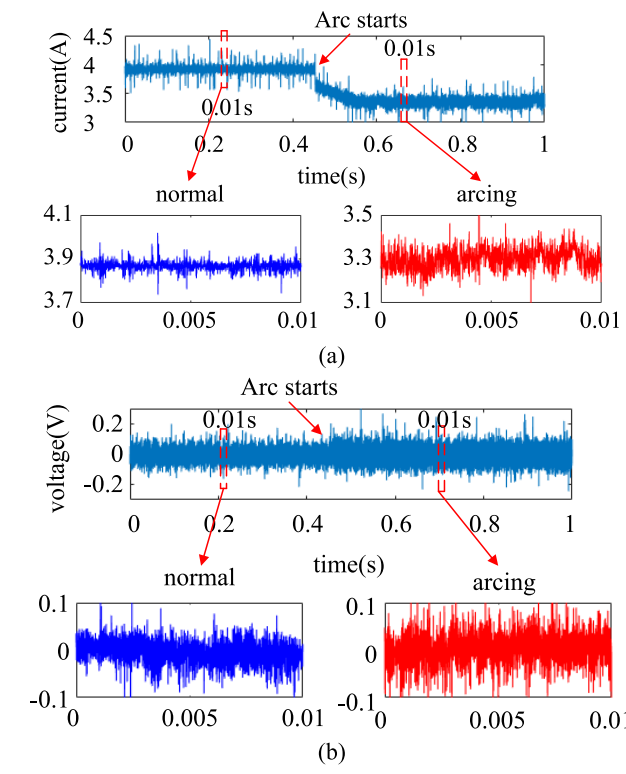 Arc starts
4.5
4
3.5
3
current(A)
0.01s
0.01s
0 0.2 0.4 0.6 0.8 1
time(s)
normal
arcing
4.1
3.9
3.7
0 0.005 0.01
3.5
3.3
3.1
0 0.005 0.01
(a)
Arc starts
0.2
0
-0.2
voltage(V)
0.01s
0.01s
0 0.2 0.4 0.6 0.8 1
time(s)
normal
arcing
0.1
0
-0.1
0 0.005 0.01
0.1
0
-0.1
0 0.005 0.01
(b)